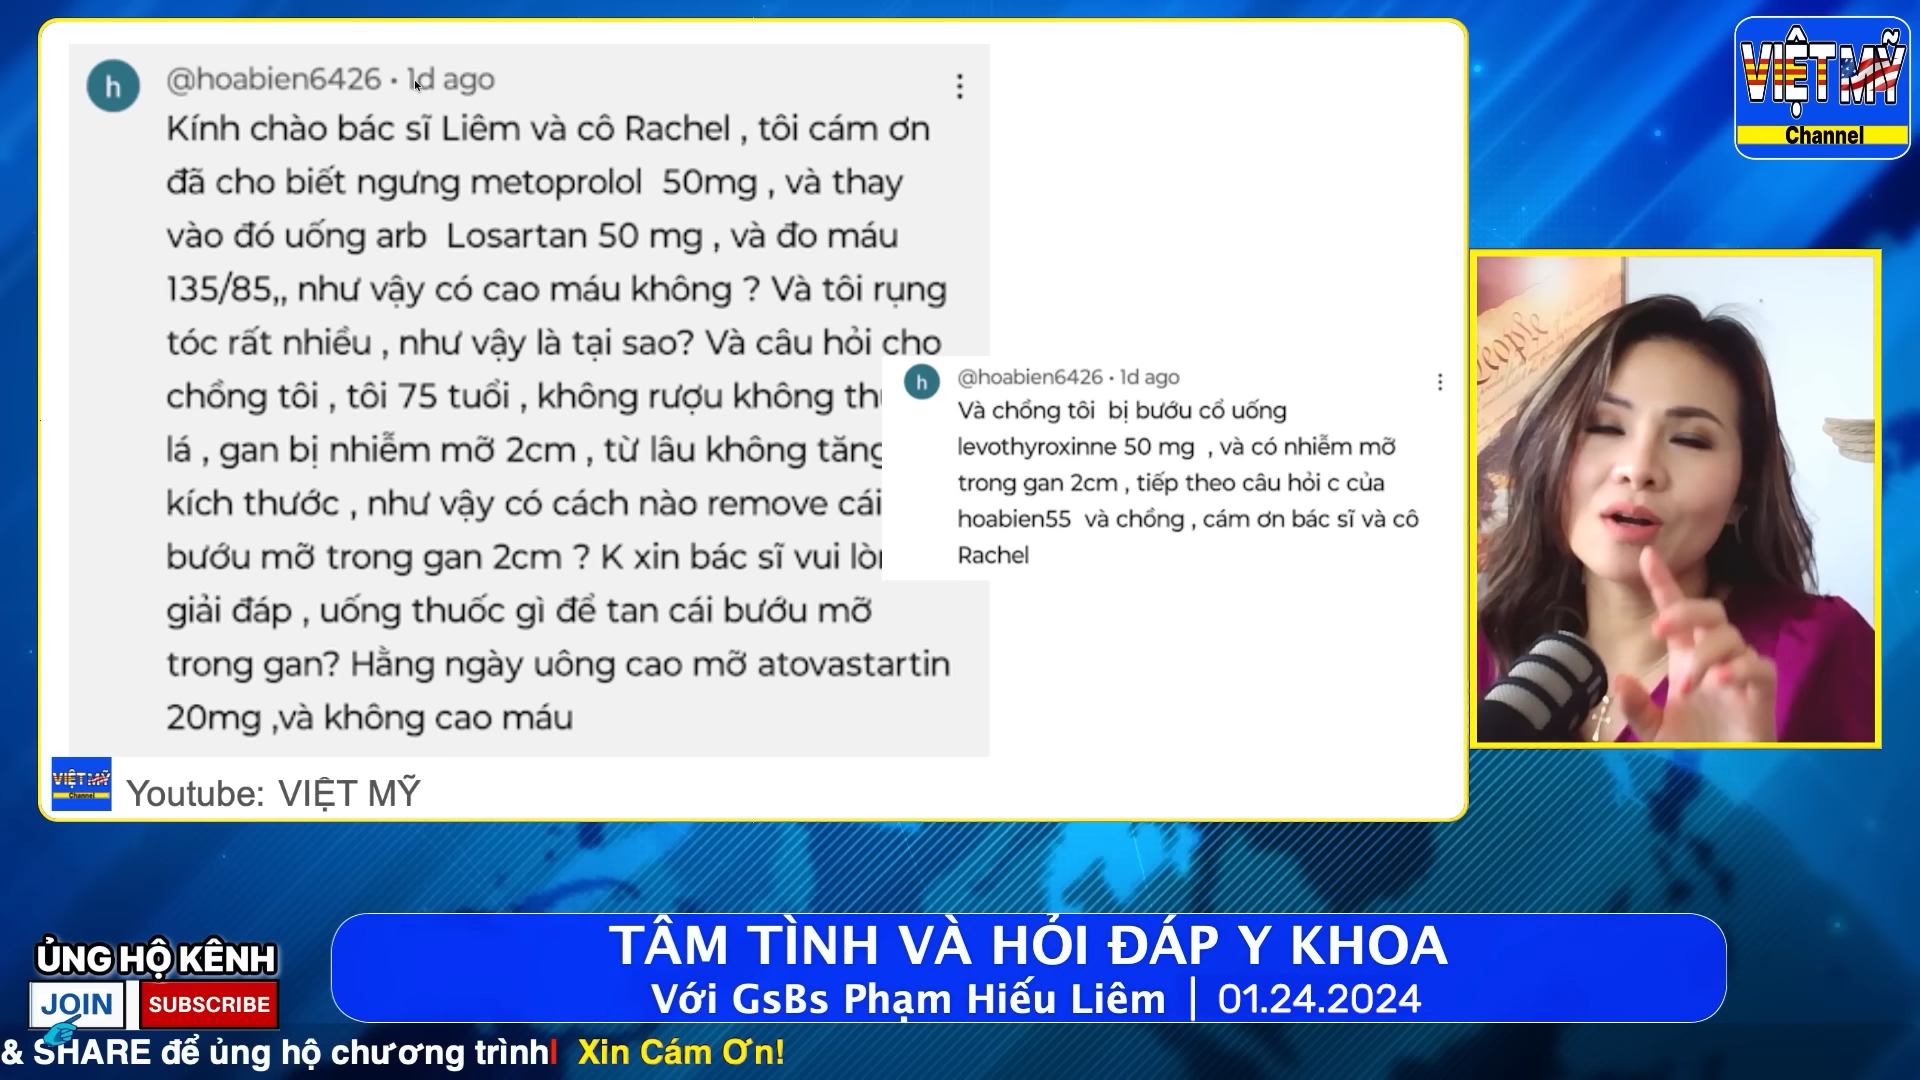 h
@hoabien6426 • 1d ago
Kính chào bác sĩ Liêm và cô Rachel , tôi cám ơn
đã cho biết ngưng metoprolol 50mg , và thay
vào đó uống arb Losartan 50 mg , và đo máu
135/85,, như vậy có cao máu không ? Và tôi rụng
tóc rất nhiều , như vậy là tại sao? Và câu hỏi cho
chồng tôi , tôi 75 tuổi , không rượu không
lá , gan bị nhiễm mỡ 2cm , từ lâu không tăng
kích thước , như vậy có cách nào remove cái
bướu mỡ trong gan 2cm ? K xin bác sĩ vui
giải đáp , uống thuốc gì để tan cái bướu mỡ
trong gan? Hằng ngày uông cao mỡ atovastartin
20mg ,và không cao máu
h
@hoabien6426 • 1d ago
Và chồng tôi bị bướu cổ uống
levothyroxinne 50 mg , và có nhiễm mỡ
trong gan 2cm , tiếp theo câu hỏi c của
hoabien55 và chồng , cám ơn bác sĩ và cô
Rachel
VIỆT MỸ
Channel
Youtube: VIỆT MỸ
VIỆT MỸ
Channel
people
TÂM TÌNH VÀ HỎI ĐÁP Y KHOA
Với GsBs Phạm Hiếu Liêm | 01.24.2024
ỦNG HỘ KÊNH
JOIN
SUBSCRIBE
& SHARE để ủng hộ chương trình! Xin Cám Ơn!